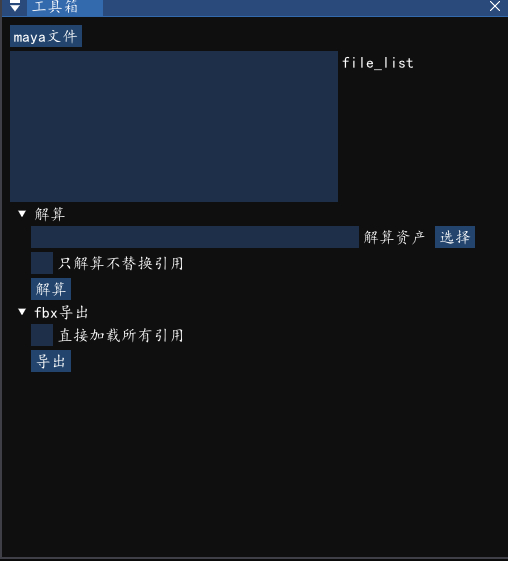 工具箱
maya文件
file_list
解算
解算资产 选择
只解算不替换引用
解算
fbx导出
直接加载所有引用
导出